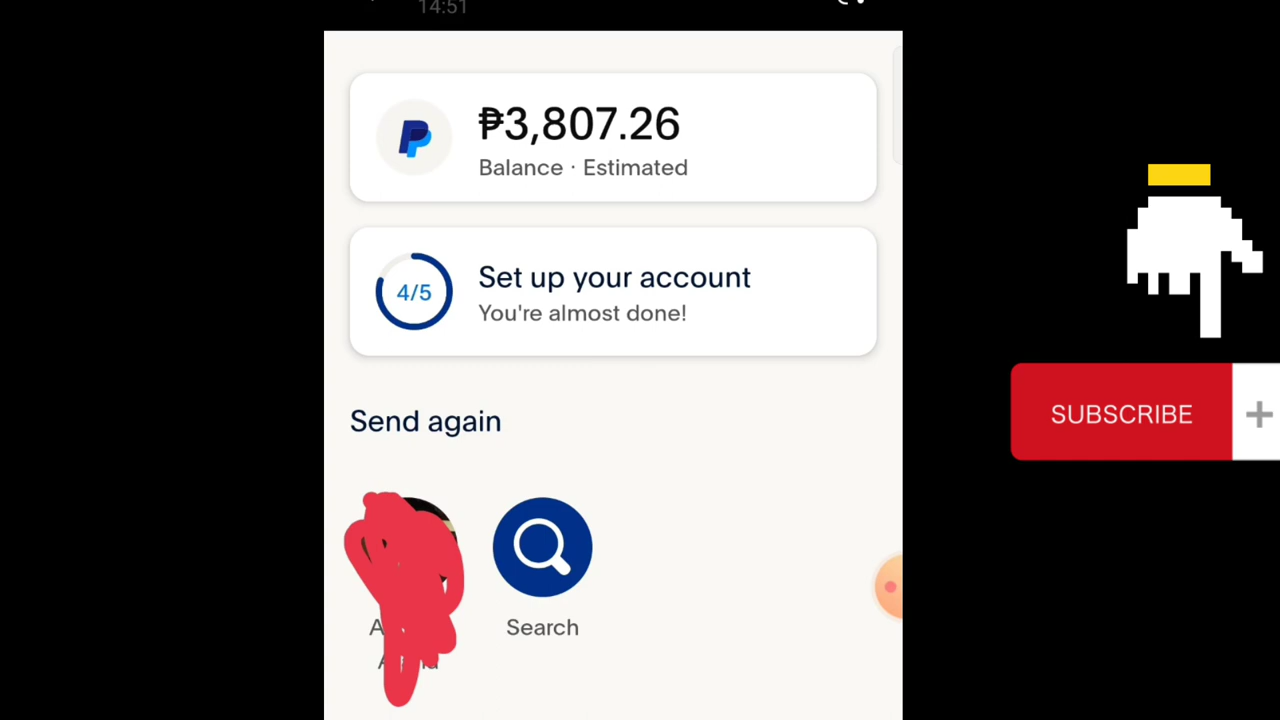 14:51
₱3,807.26
Balance · Estimated
4/5
Set up your account
You're almost done!
SUBSCRIBE +
Send again
Search